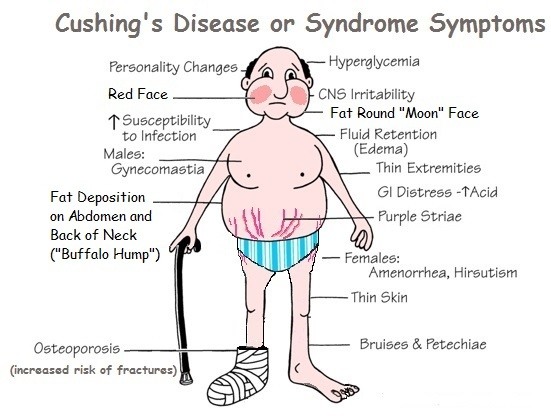 Cushing's Disease or Syndrome Symptoms
Personality Changes
Red Face
↑ Susceptibility
to Infection
Males:
Gynecomastia
Fat Deposition
on Abdomen and
Back of Neck
("Buffalo Hump")
Osteoporosis
(increased risk of fractures)
Hyperglycemia
CNS Irritability
Fat Round "Moon" Face
Fluid Retention
(Edema)
Thin Extremities
GI Distress -↑Acid
Purple Striae
Females:
Amenorrhea, Hirsutism
Thin Skin
Bruises & Petechiae